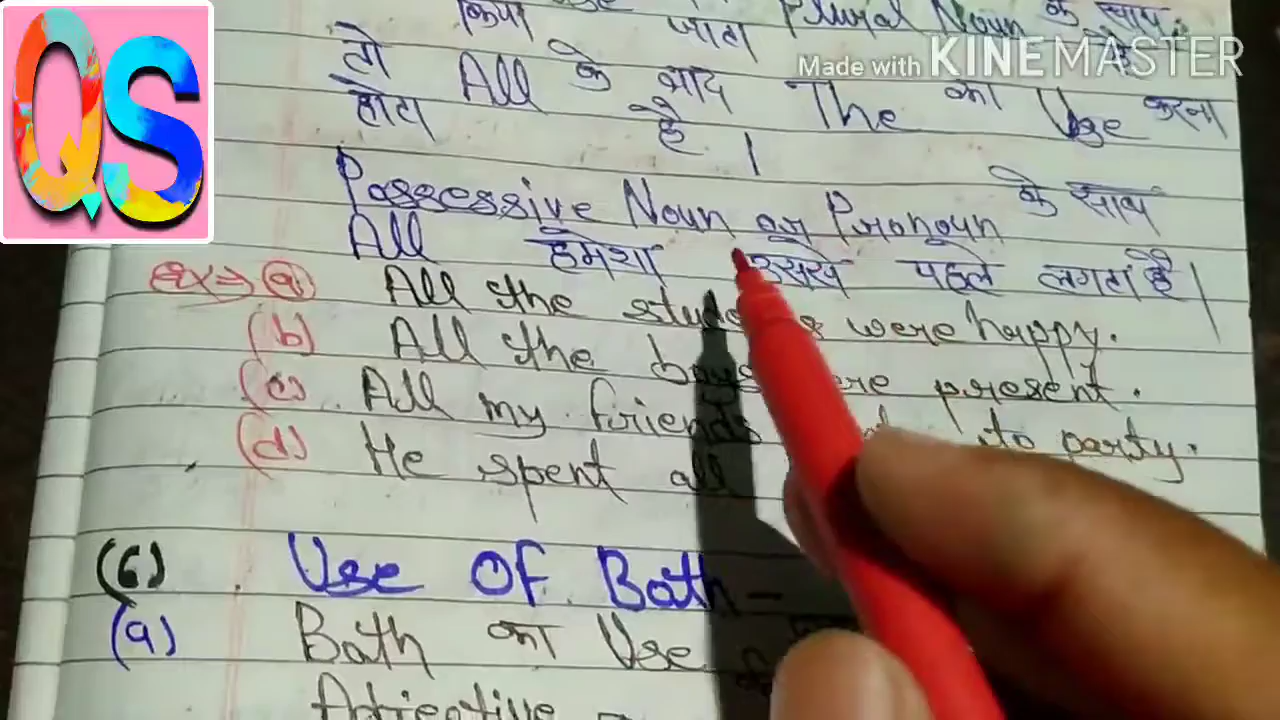 QS
Made with KINEMASTER
किया जाता Plural Noun के साथ
तो All के बाद The का Use करना
होता है।
Possessive Noun or Pronoun के साथ
All हमेशा उससे पहले लगता है।
ex→ (a) All the students were happy.
(b) All the boys were present.
(c) All my friends to party.
(d) He spent all
(6) Use Of Both-
(a) Both का Use
Adjective